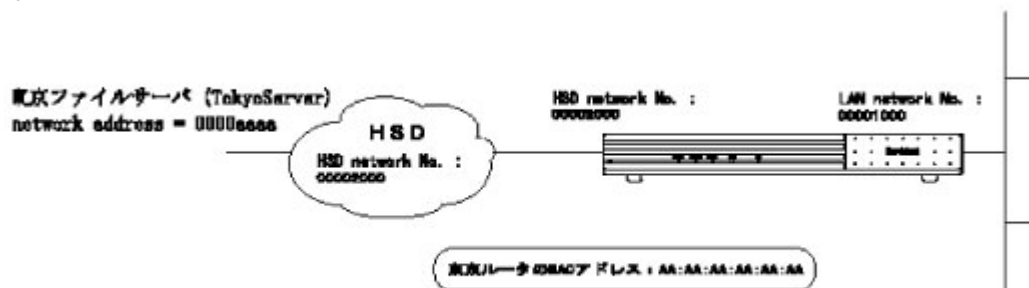 東京ファイルサーバ (TokyoServer)
network address = 0000aaaa
HSD
HSD network No. :
00002000
HSD network No. :
00002000
LAN network No. :
00001000
東京ルータのMACアドレス：AA:AA:AA:AA:AA:AA